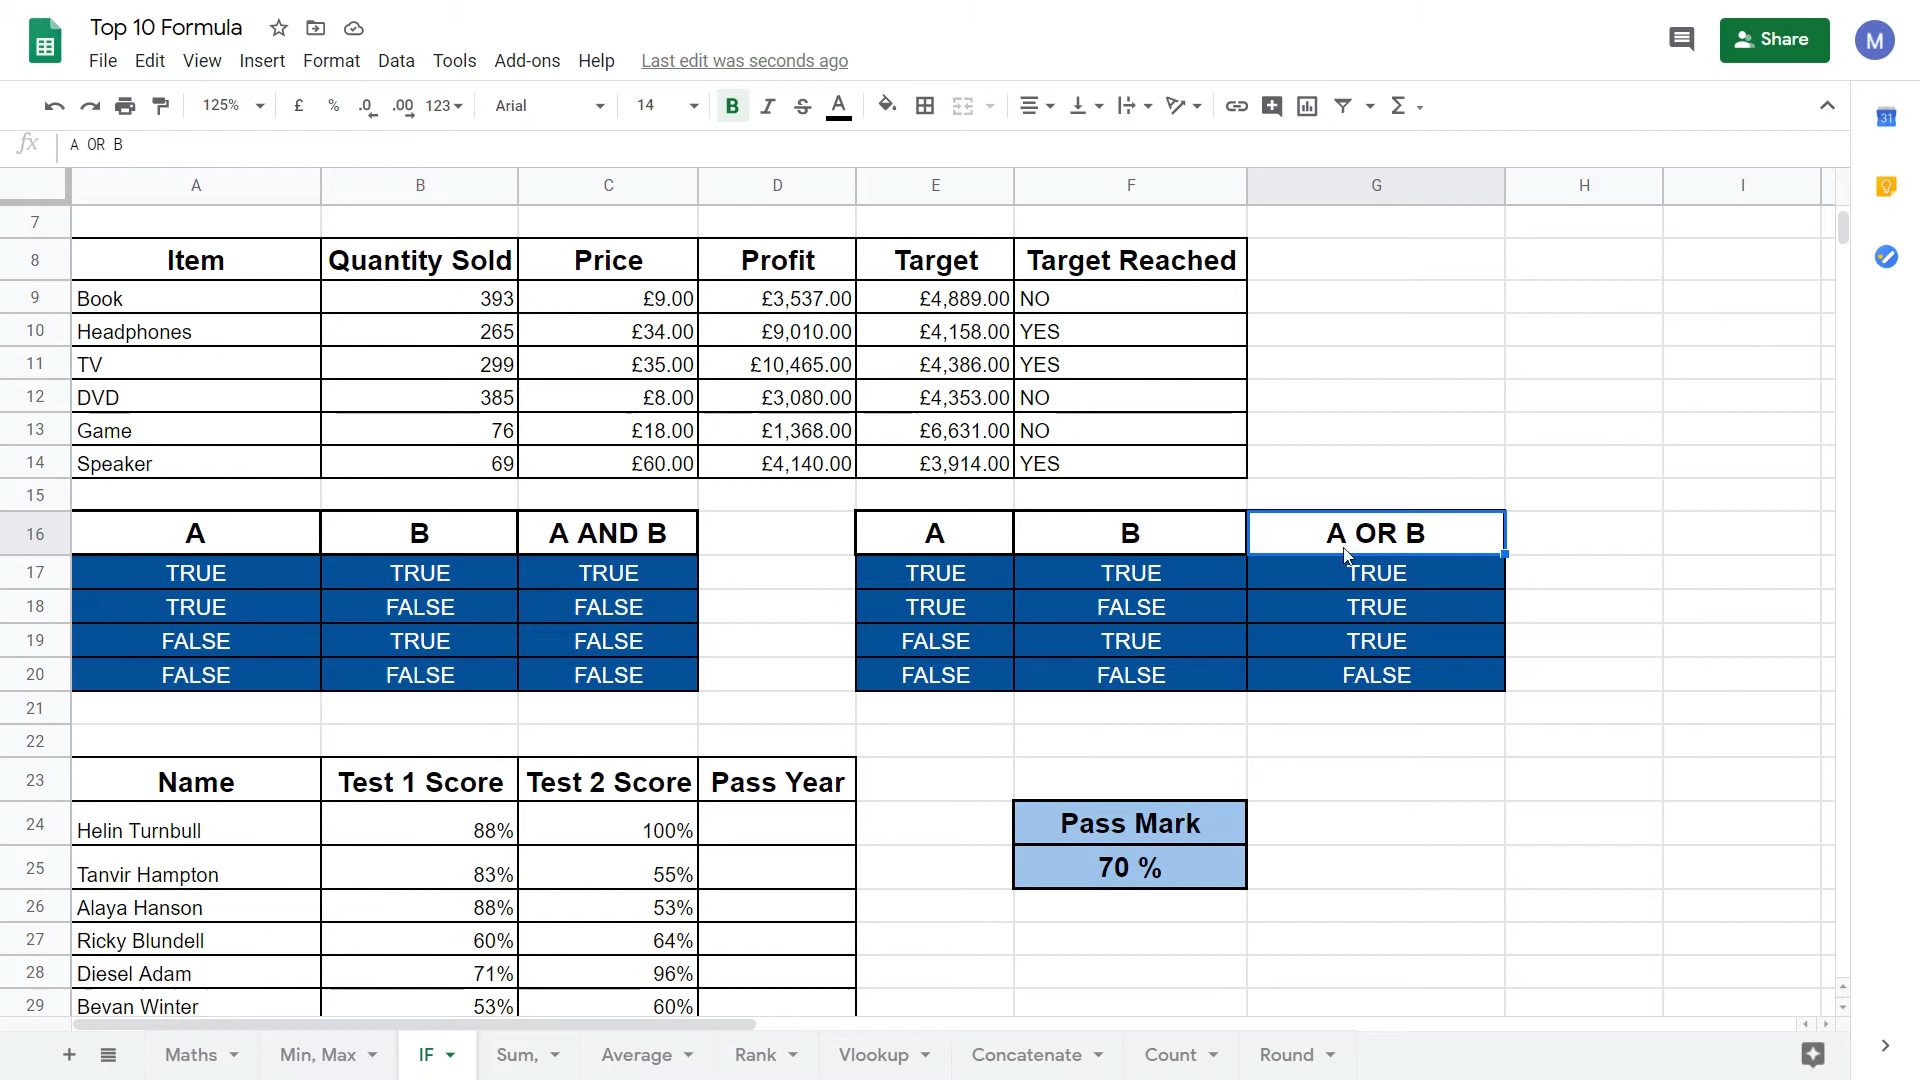 Top 10 Formula
File Edit View Insert Format Data Tools Add-ons Help Last edit was seconds ago
Share
M
125% £ % .0 .00 123 Arial 14 B I S A Σ
31
fx A OR B
A B C D E F G H I
7
8 Item Quantity Sold Price Profit Target Target Reached
9 Book 393 £9.00 £3,537.00 £4,889.00 NO
10 Headphones 265 £34.00 £9,010.00 £4,158.00 YES
11 TV 299 £35.00 £10,465.00 £4,386.00 YES
12 DVD 385 £8.00 £3,080.00 £4,353.00 NO
13 Game 76 £18.00 £1,368.00 £6,631.00 NO
14 Speaker 69 £60.00 £4,140.00 £3,914.00 YES
15
16 A B A AND B A B A OR B
17 TRUE TRUE TRUE TRUE TRUE TRUE
18 TRUE FALSE FALSE TRUE FALSE TRUE
19 FALSE TRUE FALSE FALSE TRUE TRUE
20 FALSE FALSE FALSE FALSE FALSE FALSE
21
22
23 Name Test 1 Score Test 2 Score Pass Year
24 Helin Turnbull 88% 100% Pass Mark
25 Tanvir Hampton 83% 55% 70 %
26 Alaya Hanson 88% 53%
27 Ricky Blundell 60% 64%
28 Diesel Adam 71% 96%
29 Bevan Winter 53% 60%
+ Maths Min, Max IF Sum, Average Rank Vlookup Concatenate Count Round